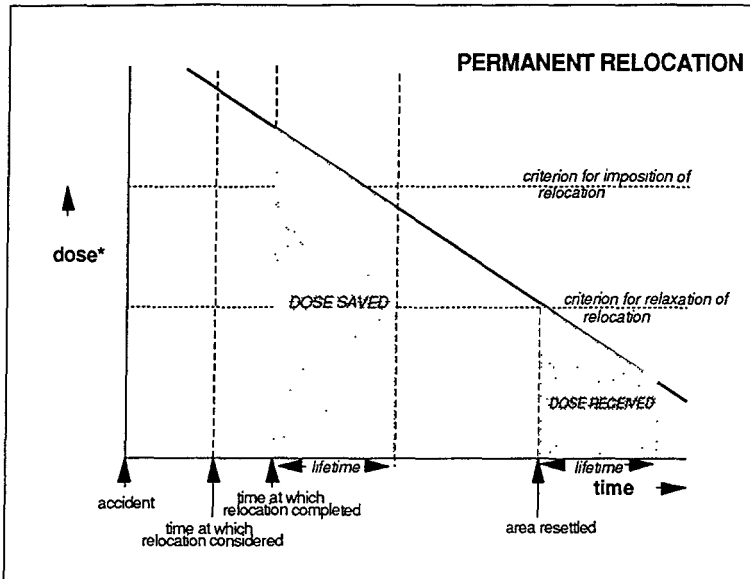 PERMANENT RELOCATION
criterion for imposition of
relocation
dose*
DOSE SAVED
criterion for relaxation of
relocation
DOSE RECEIVED
lifetime
lifetime
accident
time at which
relocation completed
time
time at which
relocation considered
area resettled